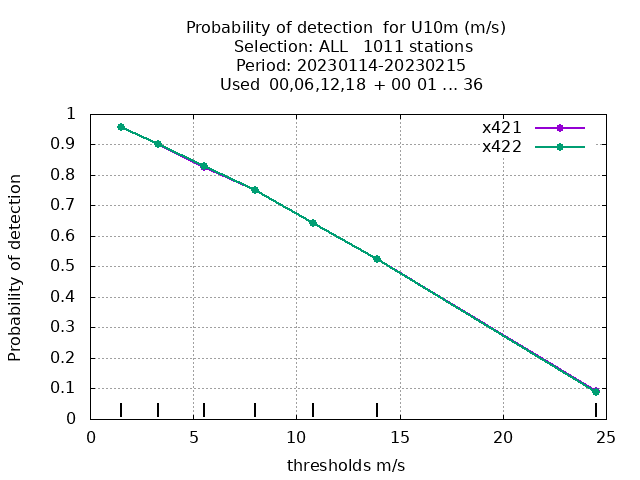 Probability of detection  for U10m (m/s)
Selection: ALL   1011 stations
Period: 20230114-20230215
Used  00,06,12,18  + 00 01 ... 36
x421
x422
1
0.9
0.8
0.7
0.6
0.5
0.4
0.3
0.2
0.1
0
Probability of detection
0 5 10 15 20 25
thresholds m/s